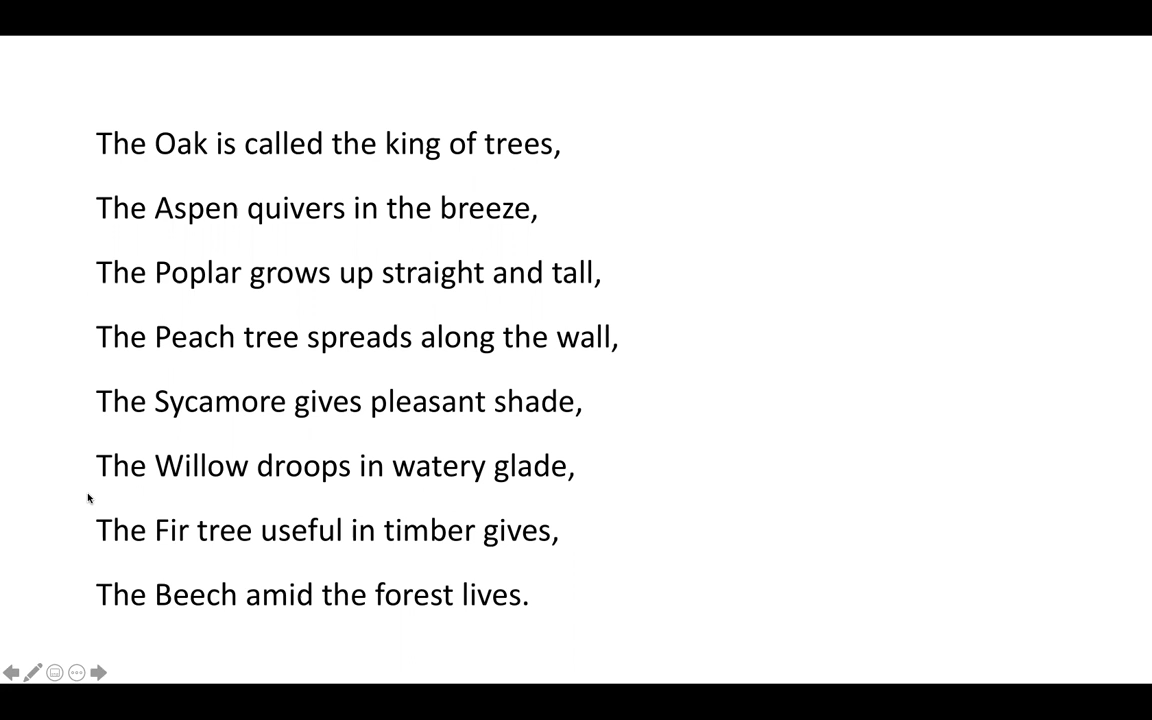 The Oak is called the king of trees,
The Aspen quivers in the breeze,
The Poplar grows up straight and tall,
The Peach tree spreads along the wall,
The Sycamore gives pleasant shade,
The Willow droops in watery glade,
The Fir tree useful in timber gives,
The Beech amid the forest lives.